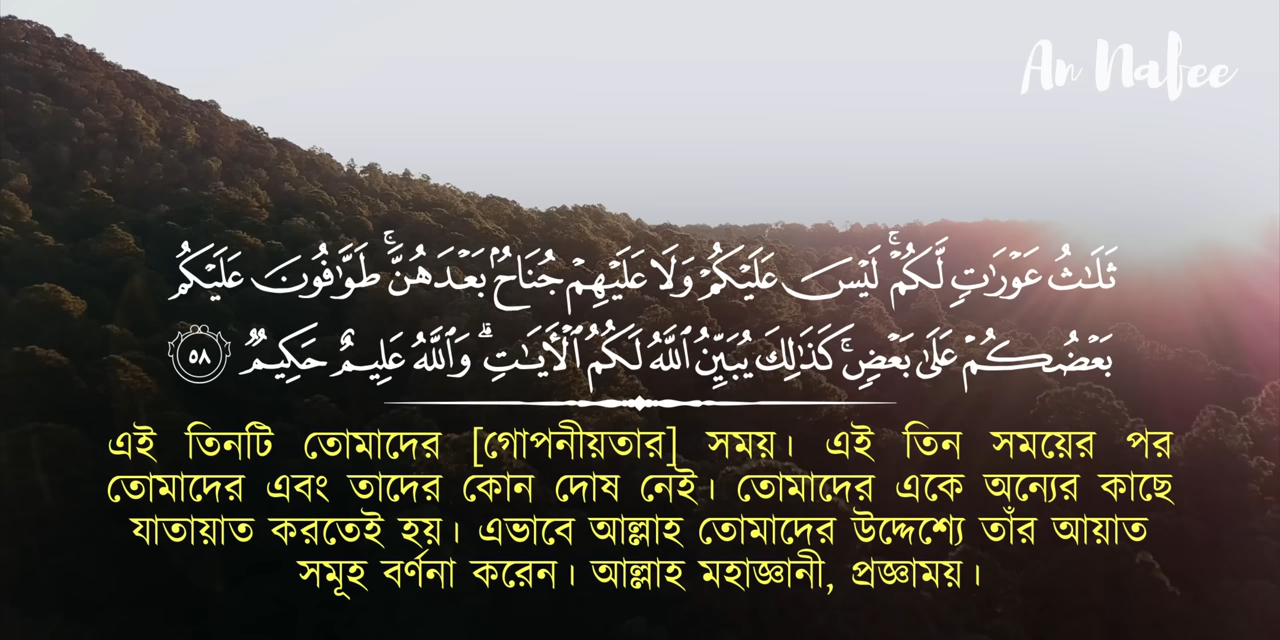 An Nafee
ثَلَـٰثُ عَوْرَٰتٍ لَّكُمْ ۚ لَيْسَ عَلَيْكُمْ وَلَا عَلَيْهِمْ جُنَاحٌۢ بَعْدَهُنَّ ۚ طَوَّٰفُونَ عَلَيْكُم
بَعْضُكُمْ عَلَىٰ بَعْضٍ ۚ كَذَٰلِكَ يُبَيِّنُ ٱللَّهُ لَكُمُ ٱلْـَٔايَـٰتِ ۗ وَٱللَّهُ عَلِيمٌ حَكِيمٌ ٥٨
এই তিনটি তোমাদের [গোপনীয়তার] সময়। এই তিন সময়ের পর
তোমাদের এবং তাদের কোন দোষ নেই। তোমাদের একে অন্যের কাছে
যাতায়াত করতেই হয়। এভাবে আল্লাহ তোমাদের উদ্দেশ্যে তাঁর আয়াত
সমূহ বর্ণনা করেন। আল্লাহ মহাজ্ঞানী, প্রজ্ঞাময়।